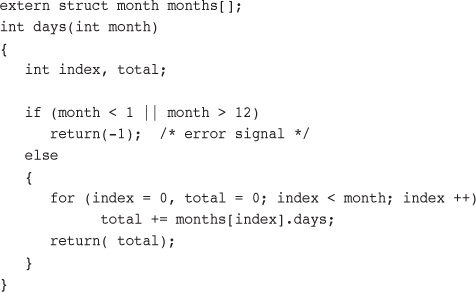 extern struct month months[];
int days(int month)
{
   int index, total;

   if (month < 1 || month > 12)
      return(-1);  /* error signal */
   else
   {
      for (index = 0, total = 0; index < month; index ++)
            total += months[index].days;
      return( total);
   }
}